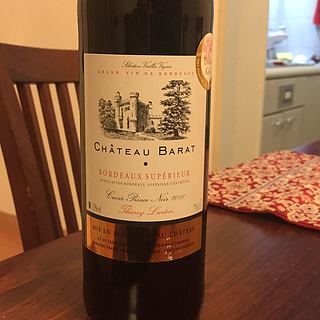 Sélection Vieilles Vignes
GRAND VIN DE BORDEAUX
CHÂTEAU BARAT
BORDEAUX SUPÉRIEUR
APPELLATION BORDEAUX SUPÉRIEUR CONTRÔLÉE
Cuvée Prince Noir 2012
Thierry Lurton
MIS EN BOUTEILLE AU CHÂTEAU